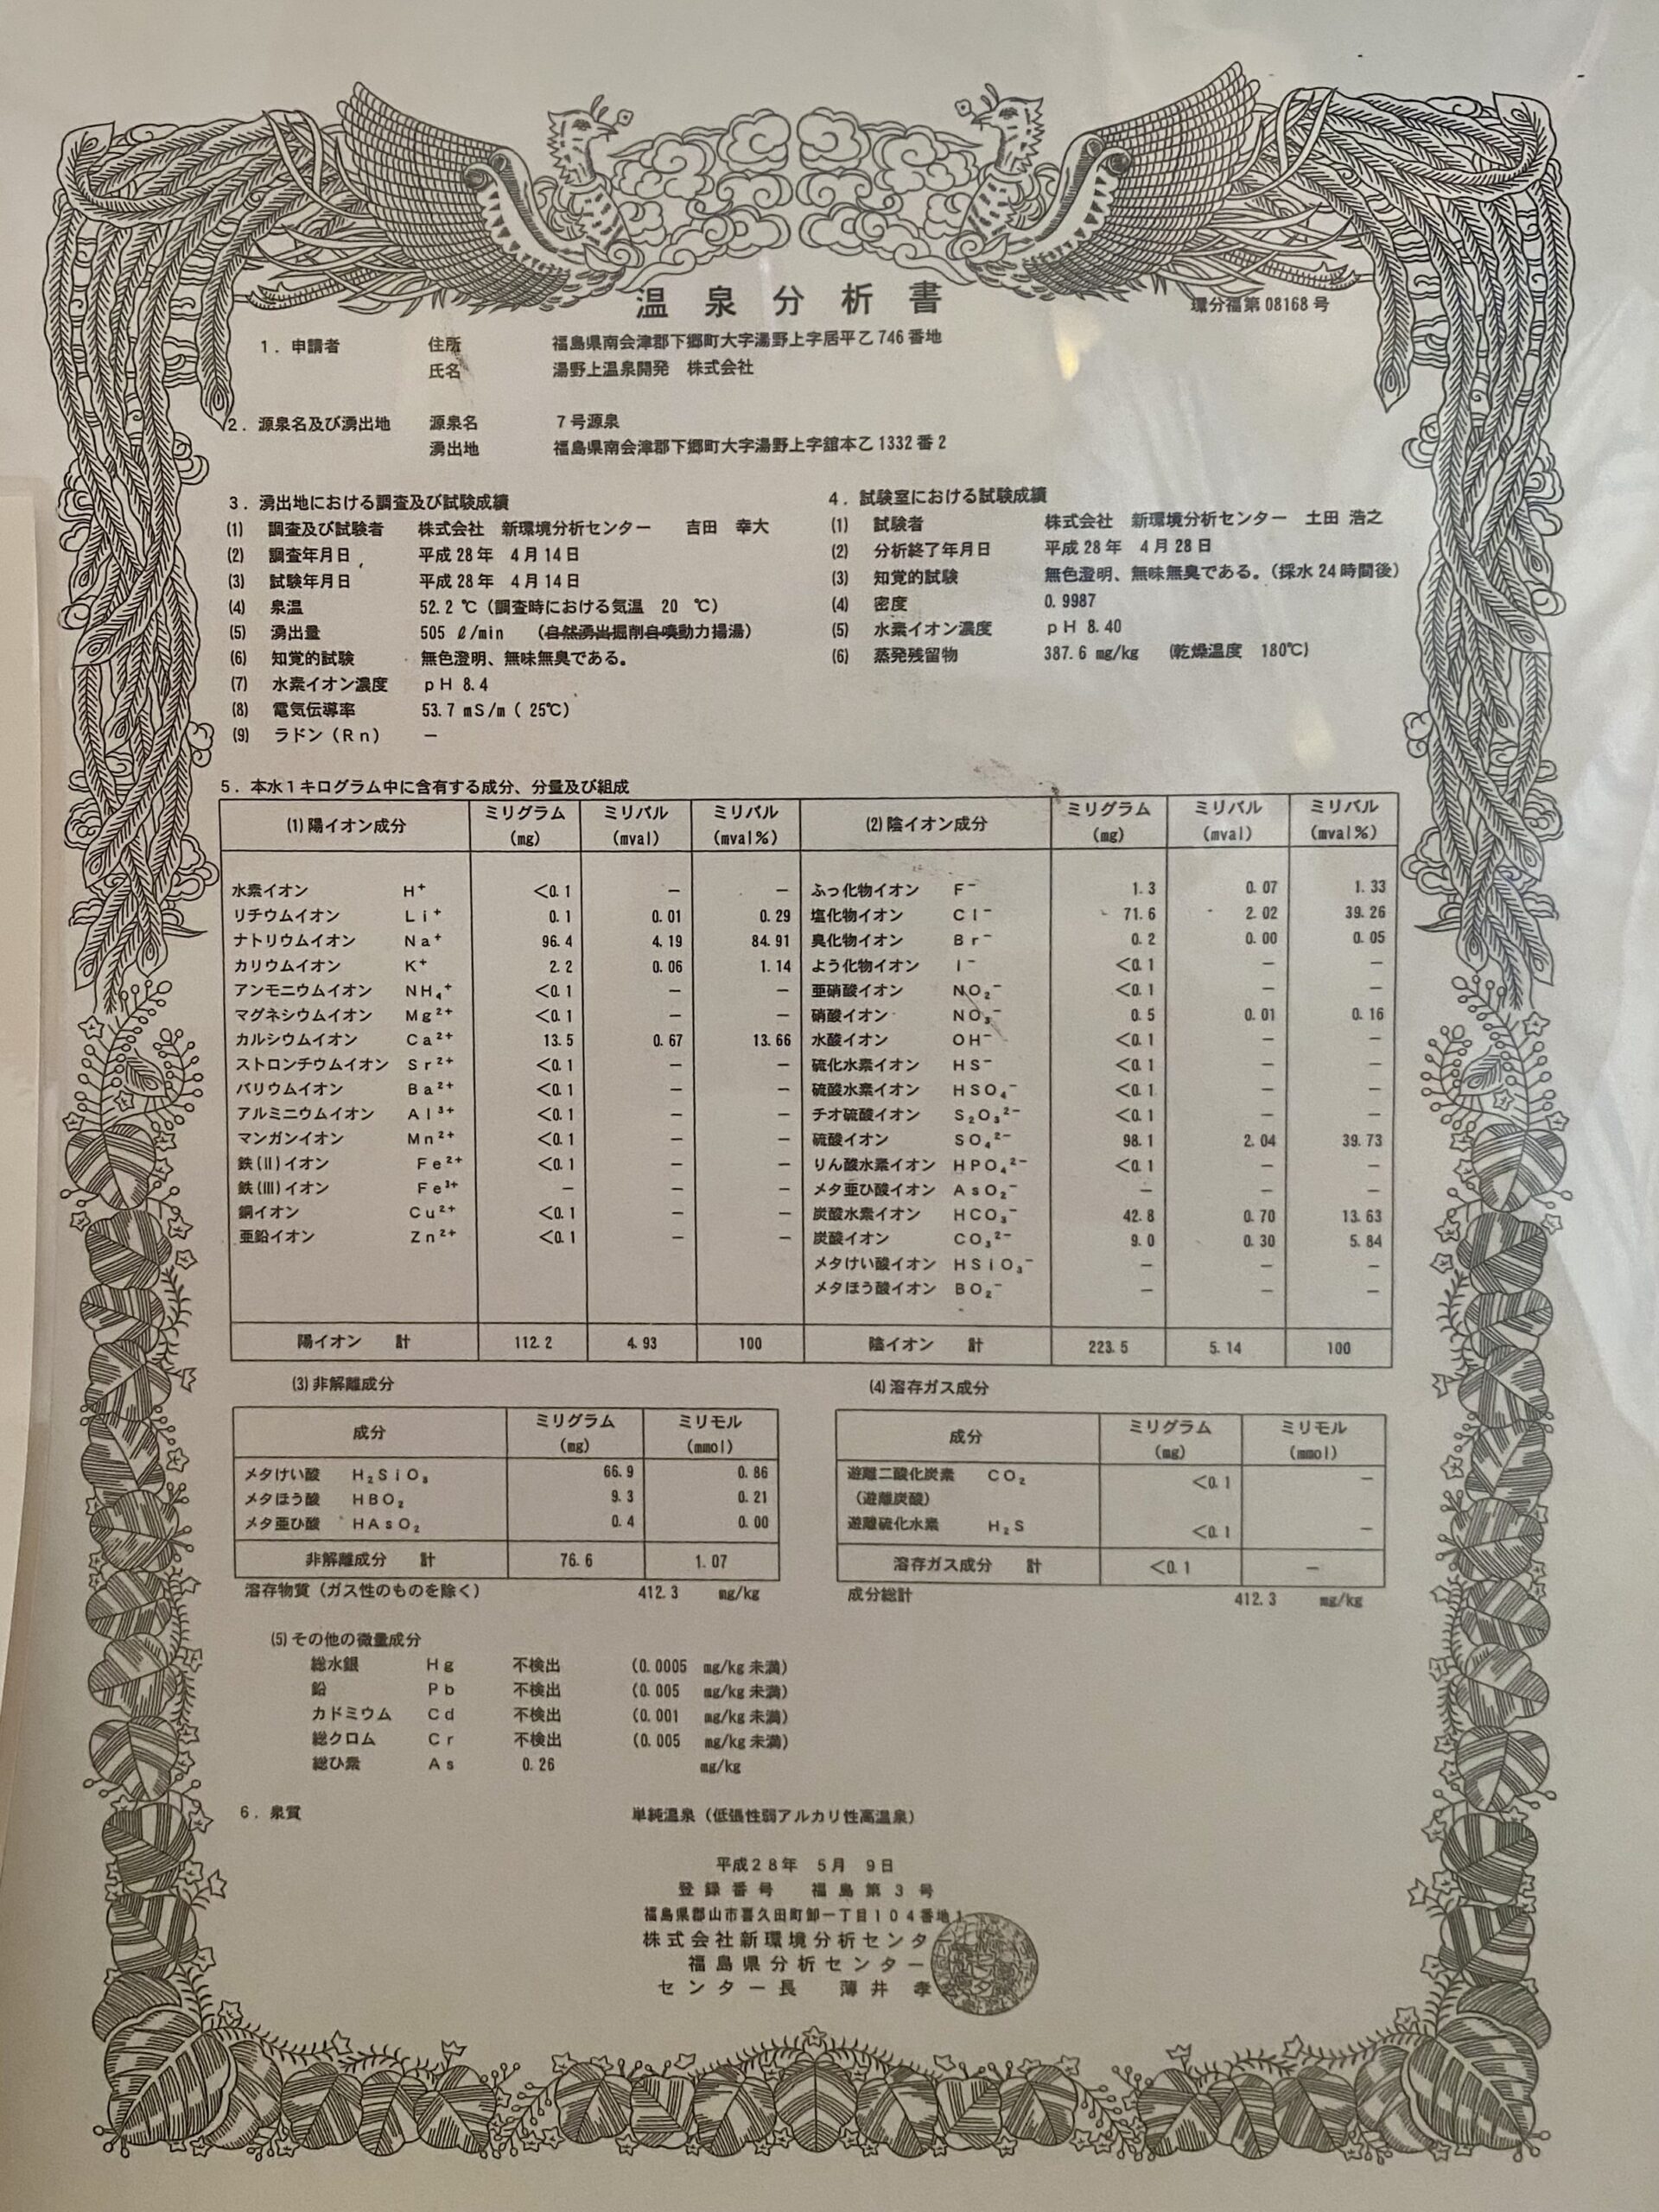 温泉分析書
環分福第08168号
1．申請者 住所 福島県南会津郡下郷町大字湯野上字居平乙746番地
氏名 湯野上温泉開発 株式会社
2．源泉名及び湧出地 源泉名 7号源泉
湧出地 福島県南会津郡下郷町大字湯野上字舘本乙1332番2
3．湧出地における調査及び試験成績
(1) 調査及び試験者 株式会社 新環境分析センター 吉田 幸大
(2) 調査年月日 平成28年 4月14日
(3) 試験年月日 平成28年 4月14日
(4) 泉温 52.2 ℃（調査時における気温 20 ℃）
(5) 湧出量 505 ℓ/min （自然湧出掘削自噴動力揚湯）
(6) 知覚的試験 無色澄明、無味無臭である。
(7) 水素イオン濃度 pH 8.4
(8) 電気伝導率 53.7 mS/m ( 25℃)
(9) ラドン（Rn） －
4．試験室における試験成績
(1) 試験者 株式会社 新環境分析センター 土田 浩之
(2) 分析終了年月日 平成28年 4月28日
(3) 知覚的試験 無色澄明、無味無臭である。（採水24時間後）
(4) 密度 0.9987
(5) 水素イオン濃度 pH 8.40
(6) 蒸発残留物 387.6 mg/kg （乾燥温度 180℃）
5．本水1キログラム中に含有する成分、分量及び組成
(1)陽イオン成分 ミリグラム (mg) ミリバル (mval) ミリバル (mval%)
水素イオン H⁺ <0.1 － －
リチウムイオン Li⁺ 0.1 0.01 0.29
ナトリウムイオン Na⁺ 96.4 4.19 84.91
カリウムイオン K⁺ 2.2 0.06 1.14
アンモニウムイオン NH₄⁺ <0.1 － －
マグネシウムイオン Mg²⁺ <0.1 － －
カルシウムイオン Ca²⁺ 13.5 0.67 13.66
ストロンチウムイオン Sr²⁺ <0.1 － －
バリウムイオン Ba²⁺ <0.1 － －
アルミニウムイオン Al³⁺ <0.1 － －
マンガンイオン Mn²⁺ <0.1 － －
鉄(Ⅱ)イオン Fe²⁺ <0.1 － －
鉄(Ⅲ)イオン Fe³⁺ － － －
銅イオン Cu²⁺ <0.1 － －
亜鉛イオン Zn²⁺ <0.1 － －
陽イオン 計 112.2 4.93 100
(2)陰イオン成分 ミリグラム (mg) ミリバル (mval) ミリバル (mval%)
ふっ化物イオン F⁻ 1.3 0.07 1.33
塩化物イオン Cl⁻ 71.6 2.02 39.26
臭化物イオン Br⁻ 0.2 0.00 0.05
よう化物イオン I⁻ <0.1 － －
亜硝酸イオン NO₂⁻ <0.1 － －
硝酸イオン NO₃⁻ 0.5 0.01 0.16
水酸イオン OH⁻ <0.1 － －
硫化水素イオン HS⁻ <0.1 － －
硫酸水素イオン HSO₄⁻ <0.1 － －
チオ硫酸イオン S₂O₃²⁻ <0.1 － －
硫酸イオン SO₄²⁻ 98.1 2.04 39.73
りん酸水素イオン HPO₄²⁻ <0.1 － －
メタ亜ひ酸イオン AsO₂⁻ － － －
炭酸水素イオン HCO₃⁻ 42.8 0.70 13.63
炭酸イオン CO₃²⁻ 9.0 0.30 5.84
メタけい酸イオン HSiO₃⁻ － － －
メタほう酸イオン BO₂⁻ － － －
陰イオン 計 223.5 5.14 100
(3)非解離成分
成分 ミリグラム (mg) ミリモル (mmol)
メタけい酸 H₂SiO₃ 66.9 0.86
メタほう酸 HBO₂ 9.3 0.21
メタ亜ひ酸 HAsO₂ 0.4 0.00
非解離成分 計 76.6 1.07
溶存物質（ガス性のものを除く） 412.3 mg/kg
(4)溶存ガス成分
成分 ミリグラム (mg) ミリモル (mmol)
遊離二酸化炭素 CO₂ <0.1 －
（遊離炭酸）
遊離硫化水素 H₂S <0.1 －
溶存ガス成分 計 <0.1 －
成分総計 412.3 mg/kg
(5)その他の微量成分
総水銀 Hg 不検出 (0.0005 mg/kg未満)
鉛 Pb 不検出 (0.005 mg/kg未満)
カドミウム Cd 不検出 (0.001 mg/kg未満)
総クロム Cr 不検出 (0.005 mg/kg未満)
総ひ素 As 0.26 mg/kg
6．泉質 単純温泉（低張性弱アルカリ性高温泉）
平成28年 5月 9日
登録番号 福島第3号
福島県郡山市喜久田町卸一丁目104番地1
株式会社新環境分析センター
福島県分析センター
センター長 薄井 孝